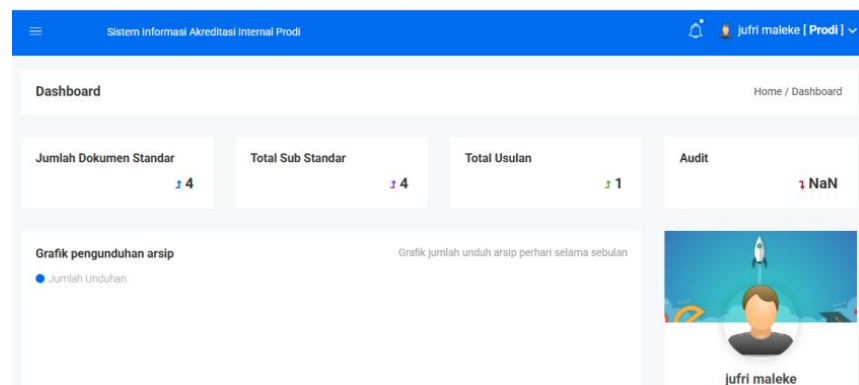 Sistem Informasi Akreditasi Internal Prodi
jufri maleke [ Prodi ]
Dashboard
Home / Dashboard
Jumlah Dokumen Standar
4
Total Sub Standar
4
Total Usulan
1
Audit
NaN
Grafik pengunduhan arsip
Grafik jumlah unduh arsip perhari selama sebulan
Jumlah Unduhan
jufri maleke